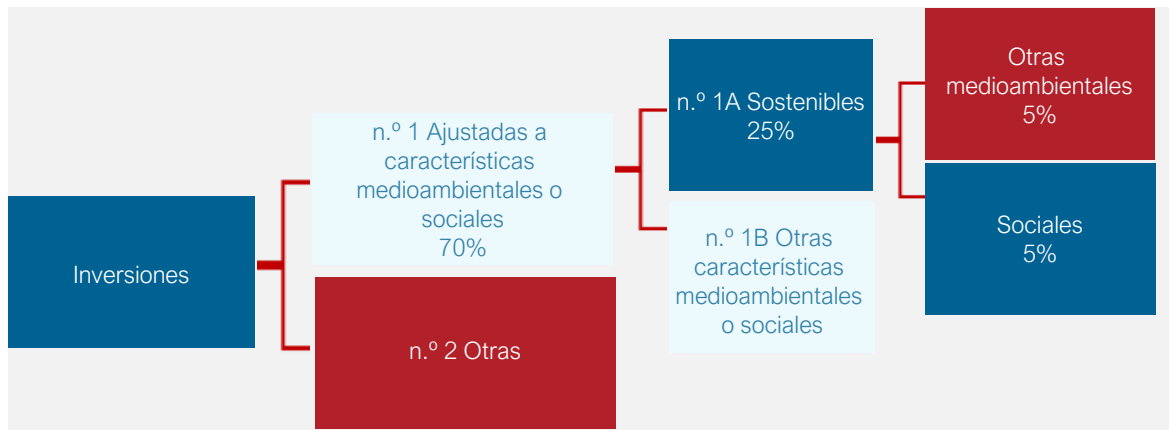 Inversiones
n.º 1 Ajustadas a
características
medioambientales o
sociales
70%
n.º 2 Otras
n.º 1A Sostenibles
25%
n.º 1B Otras
características
medioambientales
o sociales
Otras
medioambientales
5%
Sociales
5%